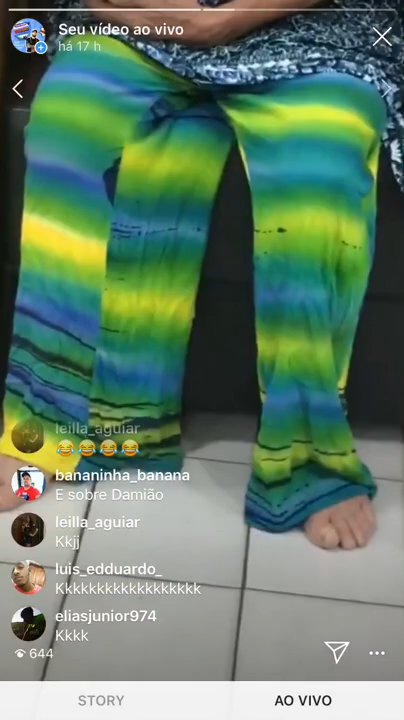 Seu vídeo ao vivo
há 17 h
leilla_aguiar
😂😂😂😂
bananinha_banana
E sobre Damião
leilla_aguiar
Kkjj
luis_edduardo_
Kkkkkkkkkkkkkkkkkk
eliasjunior974
Kkkk
644
STORY
AO VIVO